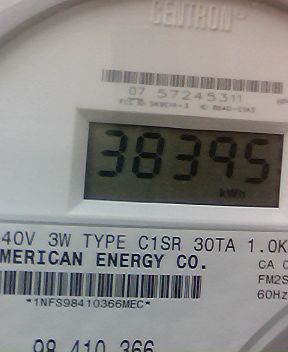 CENTRON®
07 57245311
38395
kWh
40V 3W TYPE C1SR 30TA 1.0K
MERICAN ENERGY CO.
CA 0
FM2S
60Hz
*1NFS98410366MEC*
98 410 366